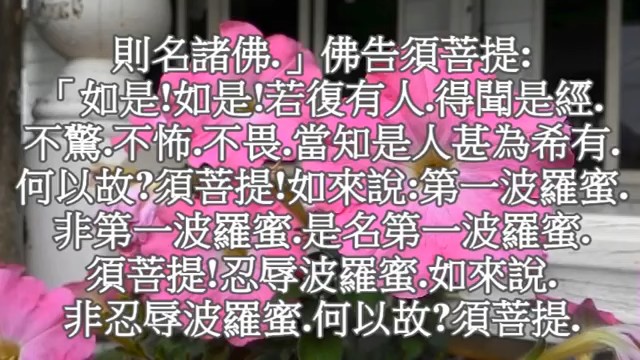 則名諸佛.」佛告須菩提:
「如是!如是!若復有人.得聞是經.
不驚.不怖.不畏.當知是人甚為希有.
何以故?須菩提!如來說:第一波羅蜜.
非第一波羅蜜.是名第一波羅蜜.
須菩提!忍辱波羅蜜.如來說.
非忍辱波羅蜜.何以故?須菩提.